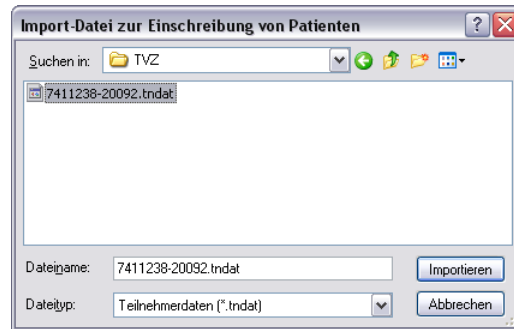 Import-Datei zur Einschreibung von Patienten
Suchen in: TVZ
7411238-20092.tndat
Dateiname: 7411238-20092.tndat Importieren
Dateityp: Teilnehmerdaten (*.tndat) Abbrechen